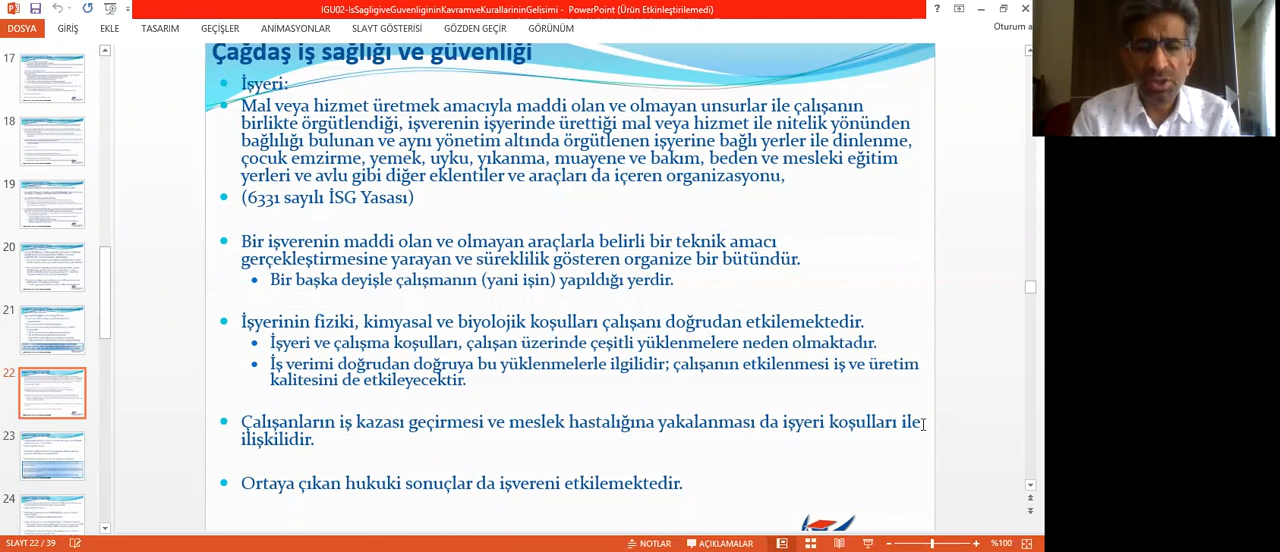 IGU02-IsSagligiveGuvenligininKavramveKurallarininGelisimi - PowerPoint (Ürün Etkinleştirilemedi)
DOSYA GİRİŞ EKLE TASARIM GEÇİŞLER ANİMASYONLAR SLAYT GÖSTERİSİ GÖZDEN GEÇİR GÖRÜNÜM Oturum a
17
18
19
20
21
22
23
24
Çağdaş iş sağlığı ve güvenliği
İşyeri:
Mal veya hizmet üretmek amacıyla maddi olan ve olmayan unsurlar ile çalışanın
birlikte örgütlendiği, işverenin işyerinde ürettiği mal veya hizmet ile nitelik yönünden
bağlılığı bulunan ve aynı yönetim altında örgütlenen işyerine bağlı yerler ile dinlenme,
çocuk emzirme, yemek, uyku, yıkanma, muayene ve bakım, beden ve mesleki eğitim
yerleri ve avlu gibi diğer eklentiler ve araçları da içeren organizasyonu,
(6331 sayılı İSG Yasası)
Bir işverenin maddi olan ve omayan araçlarla belirli bir teknik amacı
gerçekleştirmesine yarayan ve süreklilik gösteren organize bir bütündür.
Bir başka deyişle çalışmanın (yani işin) yapıldığı yerdir.
İşyerinin fiziki, kimyasal ve biyolojik koşulları çalışanı doğrudan etkilemektedir.
İşyeri ve çalışma koşulları, çalışan üzerinde çeşitli yüklenmelere neden olmaktadır.
İş verimi doğrudan doğruya bu yüklenmelerle ilgilidir; çalışanın etkilenmesi iş ve üretim
kalitesini de etkileyecektir.
Çalışanların iş kazası geçirmesi ve meslek hastalığına yakalanması da işyeri koşulları ile
ilişkilidir.
Ortaya çıkan hukuki sonuçlar da işvereni etkilemektedir.
SLAYT 22 / 39 NOTLAR AÇIKLAMALAR %100